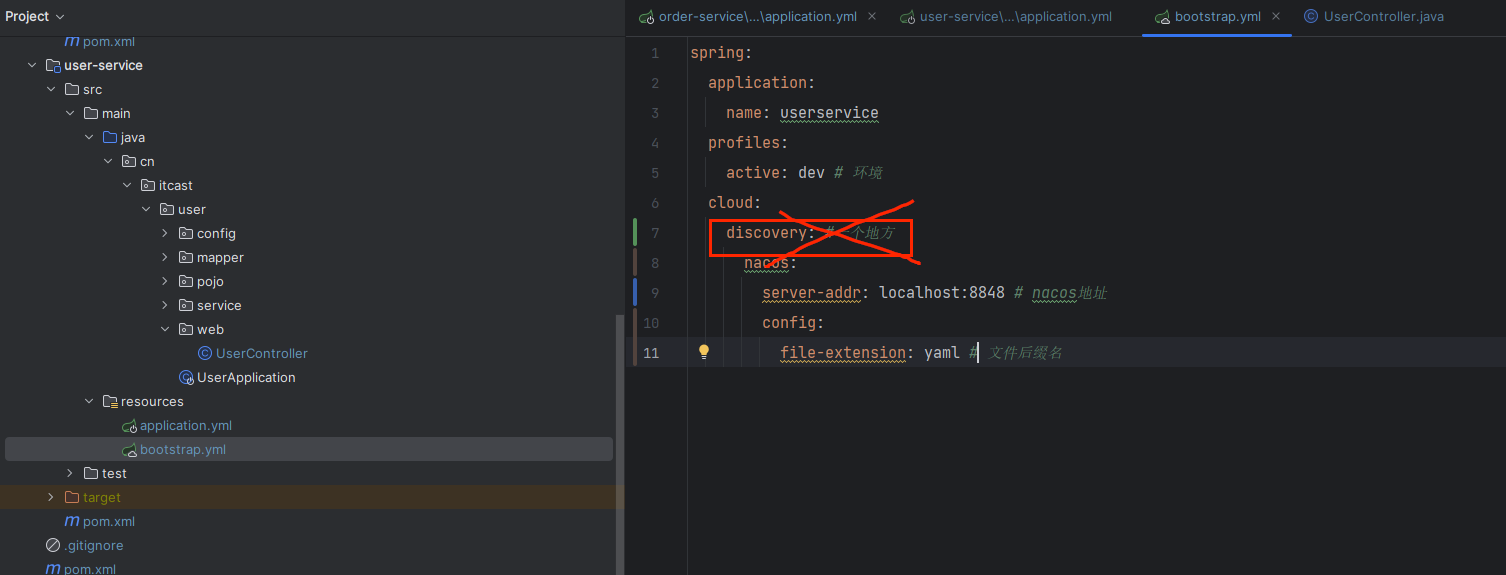 Project
pom.xml
user-service
src
main
java
cn
itcast
user
config
mapper
pojo
service
web
UserController
UserApplication
resources
application.yml
bootstrap.yml
test
target
pom.xml
.gitignore
pom.xml
order-service\...\application.yml
user-service\...\application.yml
bootstrap.yml
UserController.java
1 spring:
2 application:
3 name: userservice
4 profiles:
5 active: dev # 环境
6 cloud:
7 discovery: #一个地方
8 nacos:
9 server-addr: localhost:8848 # nacos地址
10 config:
11 file-extension: yaml # 文件后缀名